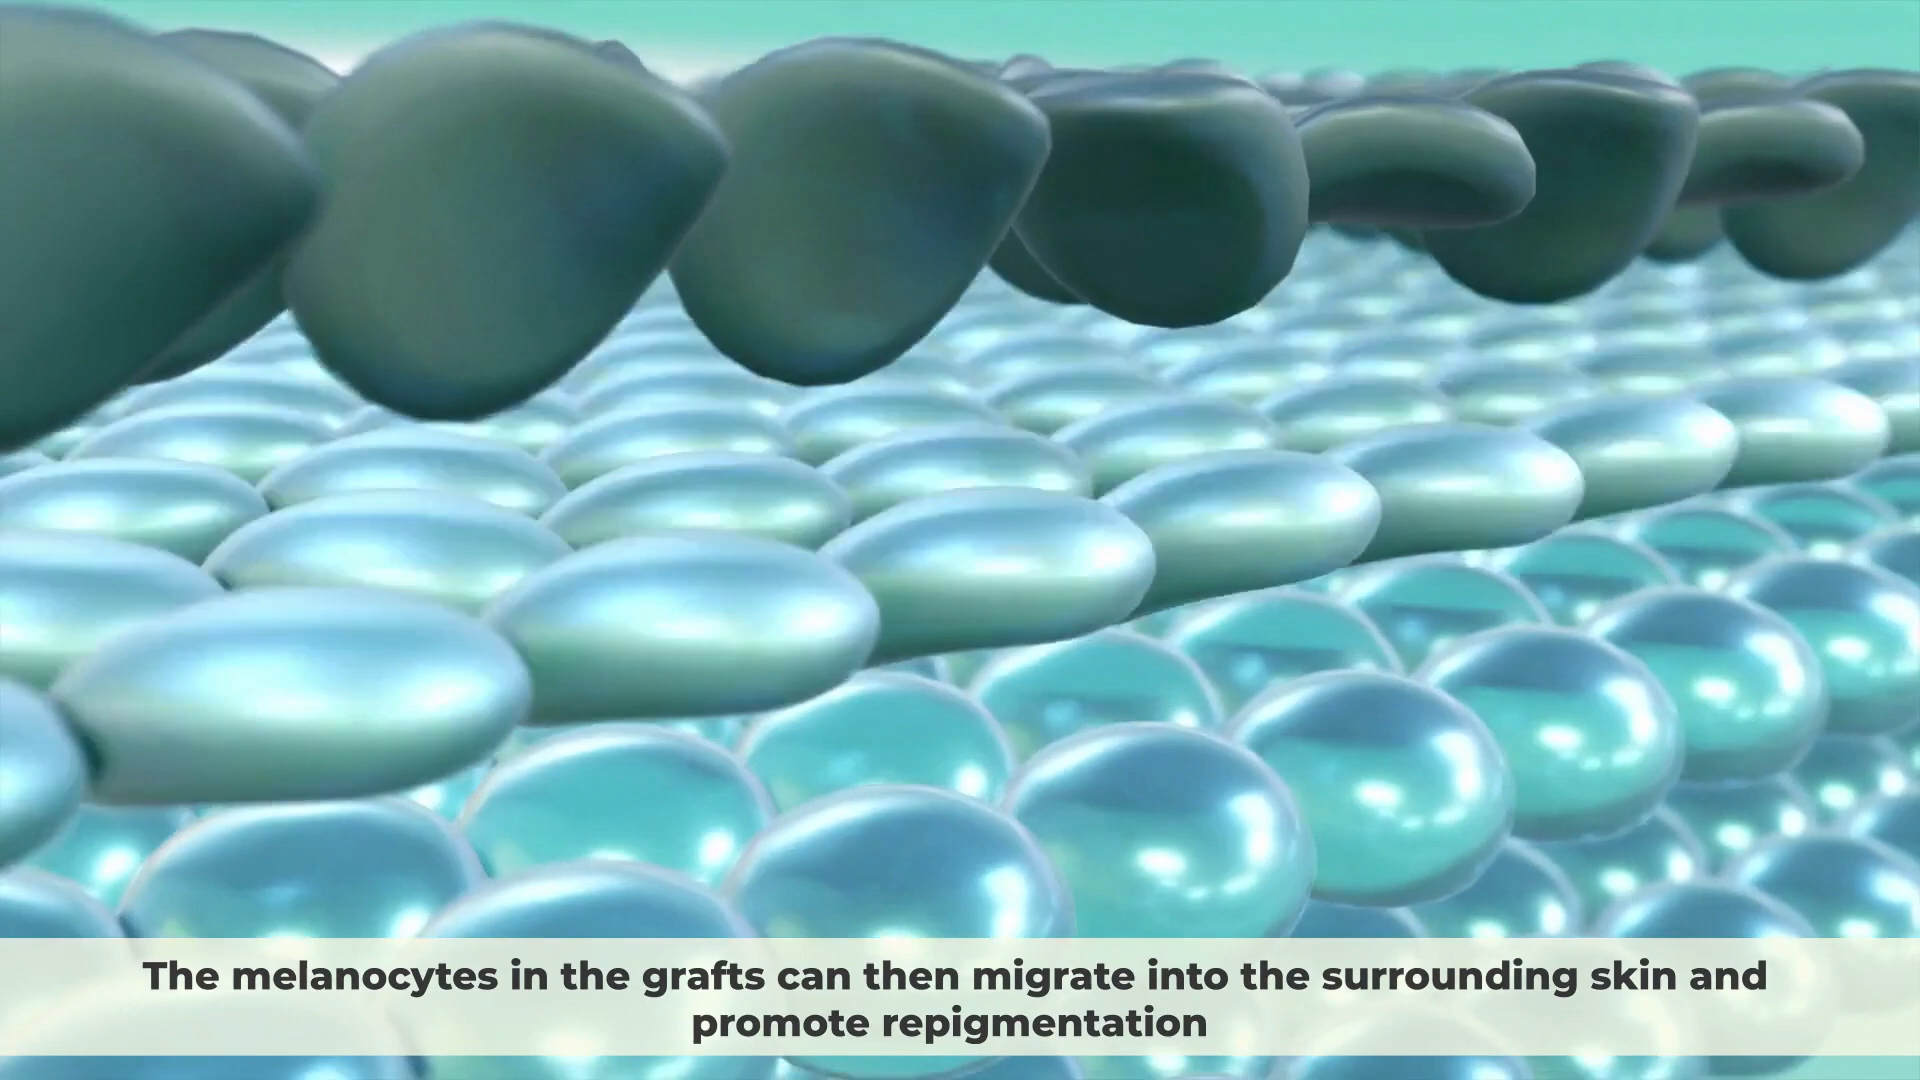 The melanocytes in the grafts can then migrate into the surrounding skin and
promote repigmentation